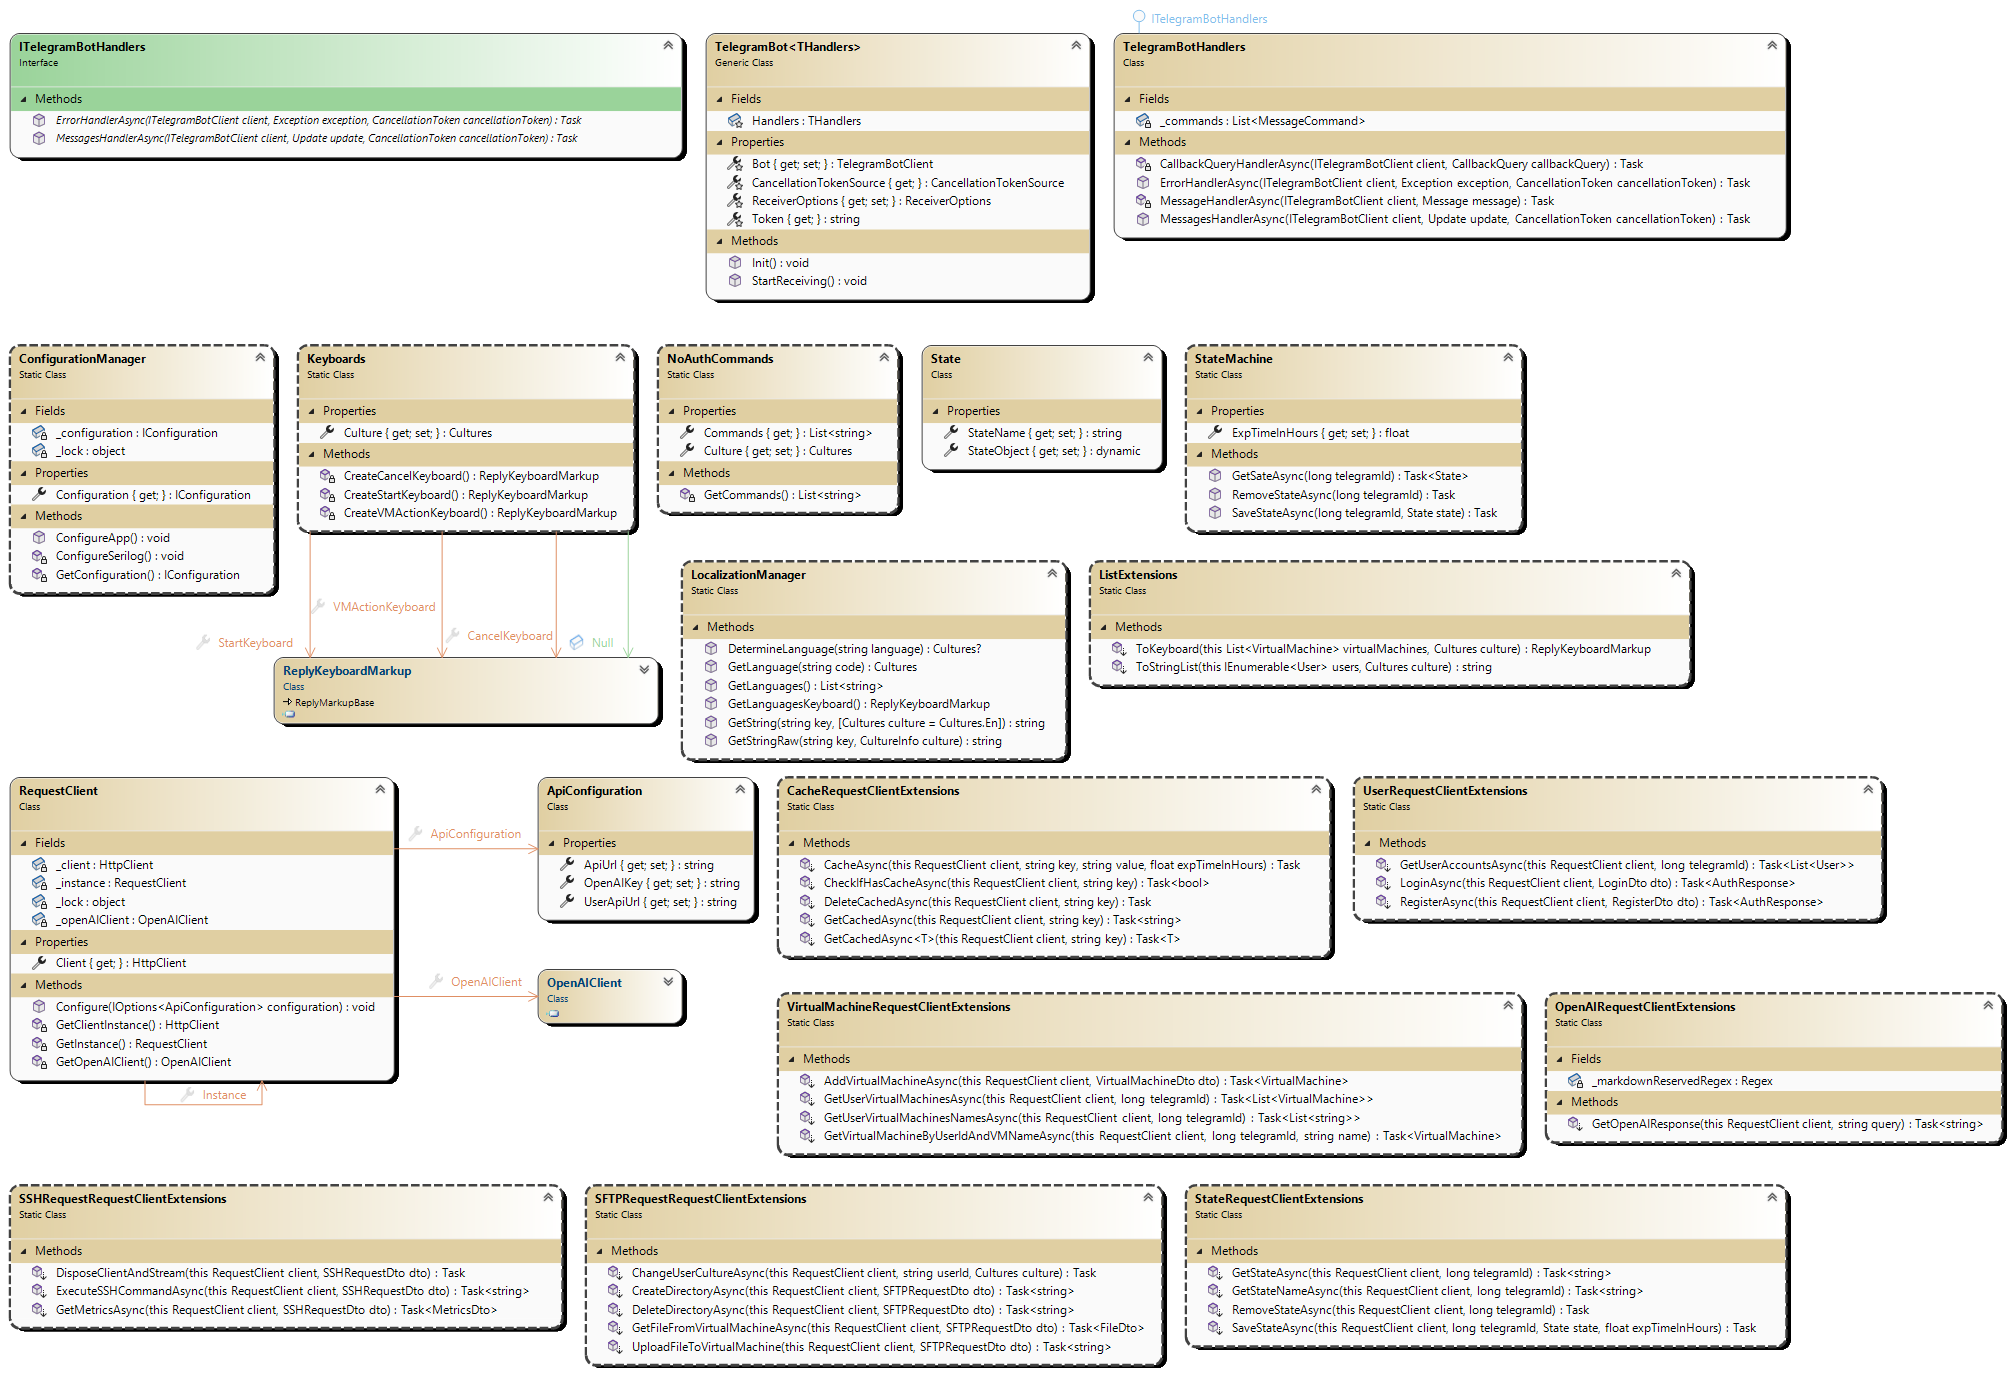 ITelegramBotHandlers
ITelegramBotHandlers
Interface
Methods
ErrorHandlerAsync(ITelegramBotClient client, Exception exception, CancellationToken cancellationToken) : Task
MessagesHandlerAsync(ITelegramBotClient client, Update update, CancellationToken cancellationToken) : Task
TelegramBot<THandlers>
Generic Class
Fields
Handlers : THandlers
Properties
Bot { get; set; } : TelegramBotClient
CancellationTokenSource { get; } : CancellationTokenSource
ReceiverOptions { get; set; } : ReceiverOptions
Token { get; } : string
Methods
Init() : void
StartReceiving() : void
TelegramBotHandlers
Class
Fields
_commands : List<MessageCommand>
Methods
CallbackQueryHandlerAsync(ITelegramBotClient client, CallbackQuery callbackQuery) : Task
ErrorHandlerAsync(ITelegramBotClient client, Exception exception, CancellationToken cancellationToken) : Task
MessageHandlerAsync(ITelegramBotClient client, Message message) : Task
MessagesHandlerAsync(ITelegramBotClient client, Update update, CancellationToken cancellationToken) : Task
ConfigurationManager
Static Class
Fields
_configuration : IConfiguration
_lock : object
Properties
Configuration { get; } : IConfiguration
Methods
ConfigureApp() : void
ConfigureSerilog() : void
GetConfiguration() : IConfiguration
Keyboards
Static Class
Properties
Culture { get; set; } : Cultures
Methods
CreateCancelKeyboard() : ReplyKeyboardMarkup
CreateStartKeyboard() : ReplyKeyboardMarkup
CreateVMActionKeyboard() : ReplyKeyboardMarkup
NoAuthCommands
Static Class
Properties
Commands { get; } : List<string>
Culture { get; set; } : Cultures
Methods
GetCommands() : List<string>
State
Class
Properties
StateName { get; set; } : string
StateObject { get; set; } : dynamic
StateMachine
Static Class
Properties
ExpTimeInHours { get; set; } : float
Methods
GetSateAsync(long telegramId) : Task<State>
RemoveStateAsync(long telegramId) : Task
SaveStateAsync(long telegramId, State state) : Task
VMActionKeyboard
StartKeyboard
CancelKeyboard
Null
ReplyKeyboardMarkup
Class
ReplyMarkupBase
LocalizationManager
Static Class
Methods
DetermineLanguage(string language) : Cultures?
GetLanguage(string code) : Cultures
GetLanguages() : List<string>
GetLanguagesKeyboard() : ReplyKeyboardMarkup
GetString(string key, [Cultures culture = Cultures.En]) : string
GetStringRaw(string key, CultureInfo culture) : string
ListExtensions
Static Class
Methods
ToKeyboard(this List<VirtualMachine> virtualMachines, Cultures culture) : ReplyKeyboardMarkup
ToStringList(this IEnumerable<User> users, Cultures culture) : string
RequestClient
Class
Fields
_client : HttpClient
_instance : RequestClient
_lock : object
_openAIClient : OpenAIClient
Properties
Client { get; } : HttpClient
Methods
Configure(IOptions<ApiConfiguration> configuration) : void
GetClientInstance() : HttpClient
GetInstance() : RequestClient
GetOpenAIClient() : OpenAIClient
Instance
ApiConfiguration
OpenAIClient
ApiConfiguration
Class
Properties
ApiUrl { get; set; } : string
OpenAIKey { get; set; } : string
UserApiUrl { get; set; } : string
OpenAIClient
Class
CacheRequestClientExtensions
Static Class
Methods
CacheAsync(this RequestClient client, string key, string value, float expTimeInHours) : Task
CheckIfHasCacheAsync(this RequestClient client, string key) : Task<bool>
DeleteCachedAsync(this RequestClient client, string key) : Task
GetCachedAsync(this RequestClient client, string key) : Task<string>
GetCachedAsync<T>(this RequestClient client, string key) : Task<T>
UserRequestClientExtensions
Static Class
Methods
GetUserAccountsAsync(this RequestClient client, long telegramId) : Task<List<User>>
LoginAsync(this RequestClient client, LoginDto dto) : Task<AuthResponse>
RegisterAsync(this RequestClient client, RegisterDto dto) : Task<AuthResponse>
VirtualMachineRequestClientExtensions
Static Class
Methods
AddVirtualMachineAsync(this RequestClient client, VirtualMachineDto dto) : Task<VirtualMachine>
GetUserVirtualMachinesAsync(this RequestClient client, long telegramId) : Task<List<VirtualMachine>>
GetUserVirtualMachinesNamesAsync(this RequestClient client, long telegramId) : Task<List<string>>
GetVirtualMachineByUserIdAndVMNameAsync(this RequestClient client, long telegramId, string name) : Task<VirtualMachine>
OpenAIRequestClientExtensions
Static Class
Fields
_markdownReservedRegex : Regex
Methods
GetOpenAIResponse(this RequestClient client, string query) : Task<string>
SSHRequestRequestClientExtensions
Static Class
Methods
DisposeClientAndStream(this RequestClient client, SSHRequestDto dto) : Task
ExecuteSSHCommandAsync(this RequestClient client, SSHRequestDto dto) : Task<string>
GetMetricsAsync(this RequestClient client, SSHRequestDto dto) : Task<MetricsDto>
SFTPRequestRequestClientExtensions
Static Class
Methods
ChangeUserCultureAsync(this RequestClient client, string userId, Cultures culture) : Task
CreateDirectoryAsync(this RequestClient client, SFTPRequestDto dto) : Task<string>
DeleteDirectoryAsync(this RequestClient client, SFTPRequestDto dto) : Task<string>
GetFileFromVirtualMachineAsync(this RequestClient client, SFTPRequestDto dto) : Task<FileDto>
UploadFileToVirtualMachine(this RequestClient client, SFTPRequestDto dto) : Task<string>
StateRequestClientExtensions
Static Class
Methods
GetStateAsync(this RequestClient client, long telegramId) : Task<string>
GetStateNameAsync(this RequestClient client, long telegramId) : Task<string>
RemoveStateAsync(this RequestClient client, long telegramId) : Task
SaveStateAsync(this RequestClient client, long telegramId, State state, float expTimeInHours) : Task